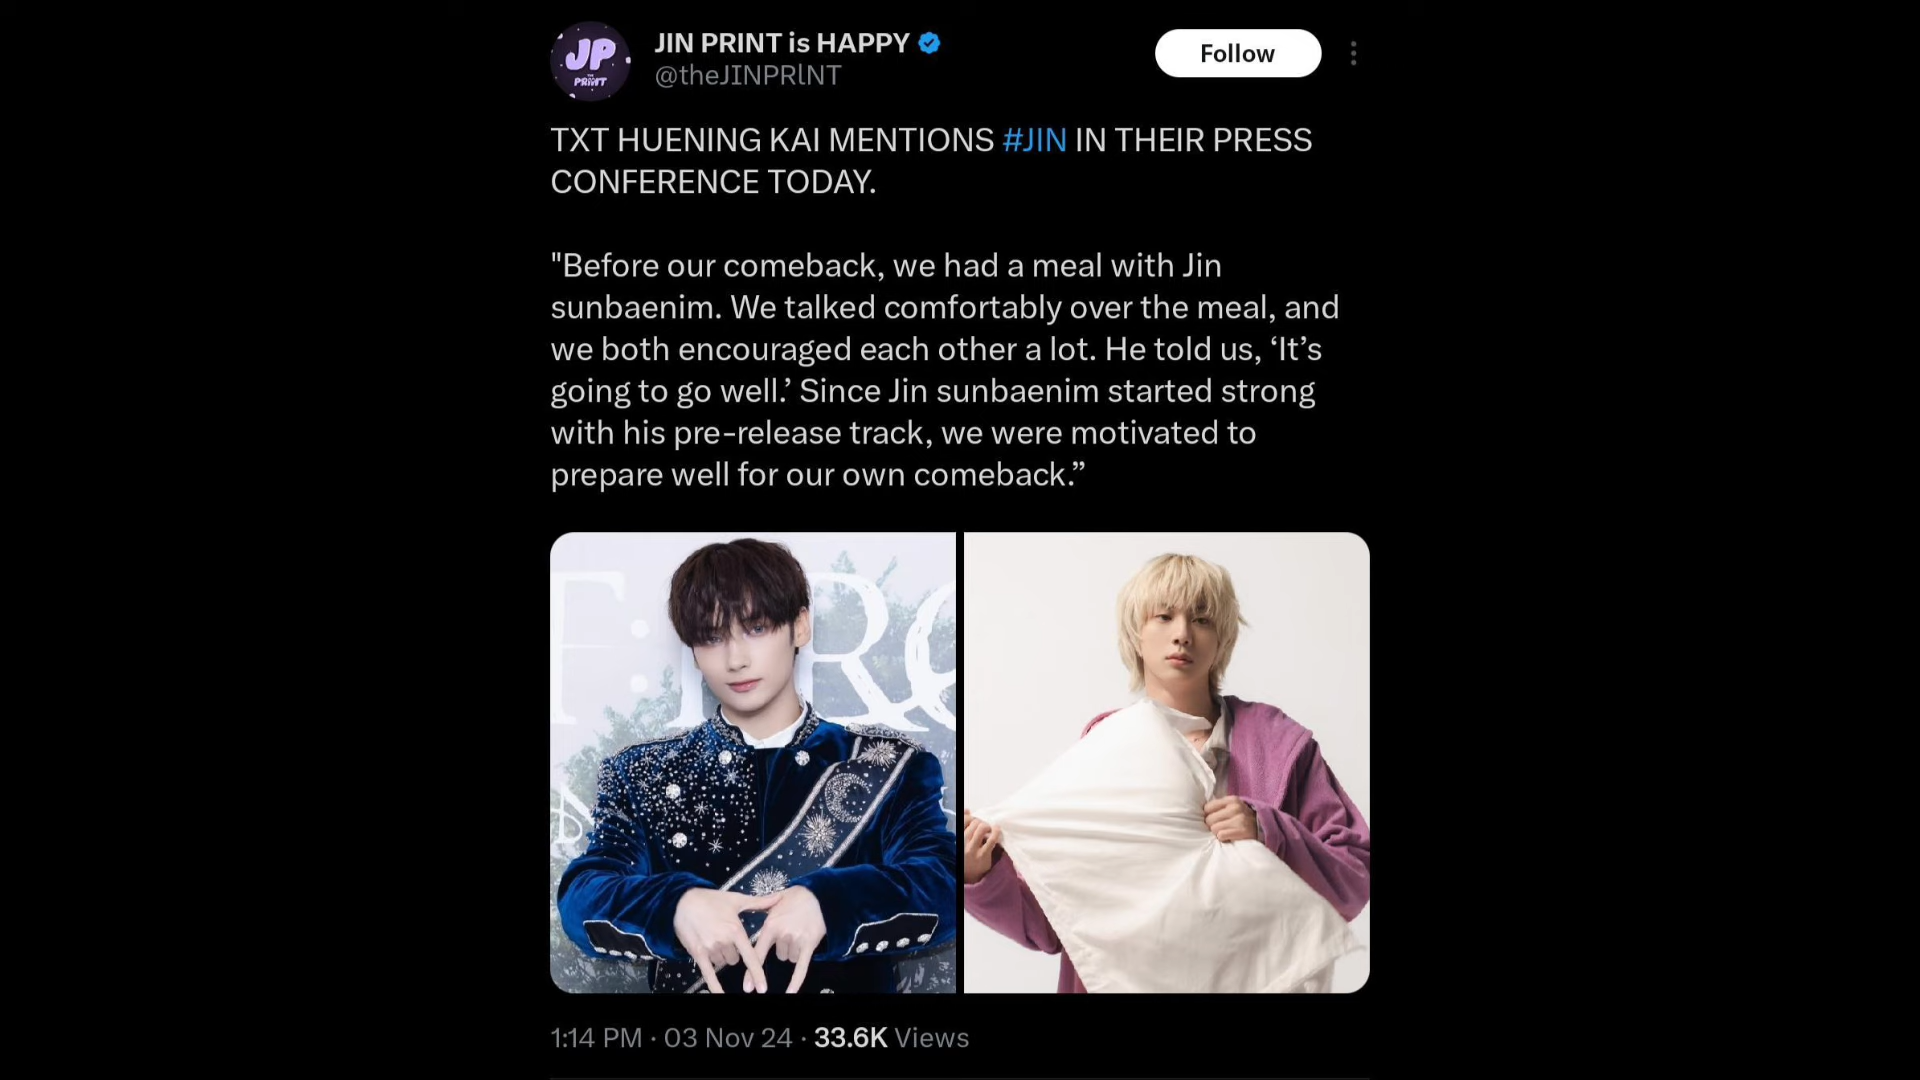 JP
THE
PRINT
JIN PRINT is HAPPY
@theJINPRlNT
Follow
TXT HUENING KAI MENTIONS #JIN IN THEIR PRESS
CONFERENCE TODAY.
"Before our comeback, we had a meal with Jin
sunbaenim. We talked comfortably over the meal, and
we both encouraged each other a lot. He told us, ‘It’s
going to go well.’ Since Jin sunbaenim started strong
with his pre-release track, we were motivated to
prepare well for our own comeback.”
1:14 PM · 03 Nov 24 · 33.6K Views